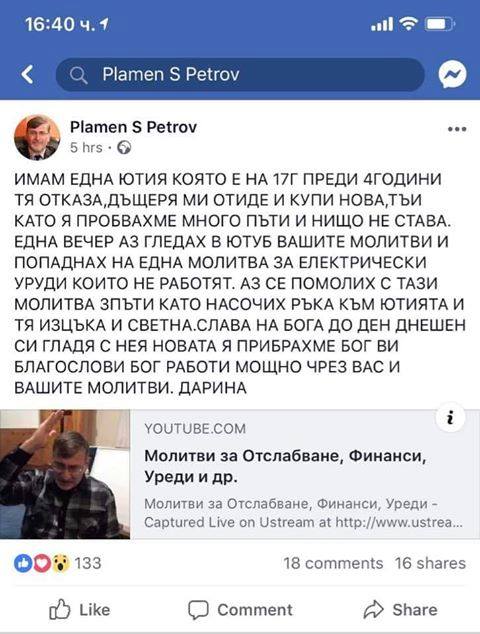 16:40 ч.
Plamen S Petrov
Plamen S Petrov
5 hrs ·
ИМАМ ЕДНА ЮТИЯ КОЯТО Е НА 17Г ПРЕДИ 4ГОДИНИ
ТЯ ОТКАЗА,ДЪЩЕРЯ МИ ОТИДЕ И КУПИ НОВА,ТЪИ
КАТО Я ПРОБВАХМЕ МНОГО ПЪТИ И НИЩО НЕ СТАВА.
ЕДНА ВЕЧЕР АЗ ГЛЕДАХ В ЮТУБ ВАШИТЕ МОЛИТВИ И
ПОПАДНАХ НА ЕДНА МОЛИТВА ЗА ЕЛЕКТРИЧЕСКИ
УРУДИ КОИТО НЕ РАБОТЯТ. АЗ СЕ ПОМОЛИХ С ТАЗИ
МОЛИТВА 3ПЪТИ КАТО НАСОЧИХ РЪКА КЪМ ЮТИЯТА И
ТЯ ИЗЦЪКА И СВЕТНА.СЛАВА НА БОГА ДО ДЕН ДНЕШЕН
СИ ГЛАДЯ С НЕЯ НОВАТА Я ПРИБРАХМЕ БОГ ВИ
БЛАГОСЛОВИ БОГ РАБОТИ МОЩНО ЧРЕЗ ВАС И
ВАШИТЕ МОЛИТВИ. ДАРИНА
YOUTUBE.COM
Молитви за Отслабване, Финанси,
Уреди и др.
Молитви за Отслабване, Финанси, Уреди -
Captured Live on Ustream at http://www.ustrea...
133
18 comments 16 shares
Like Comment Share